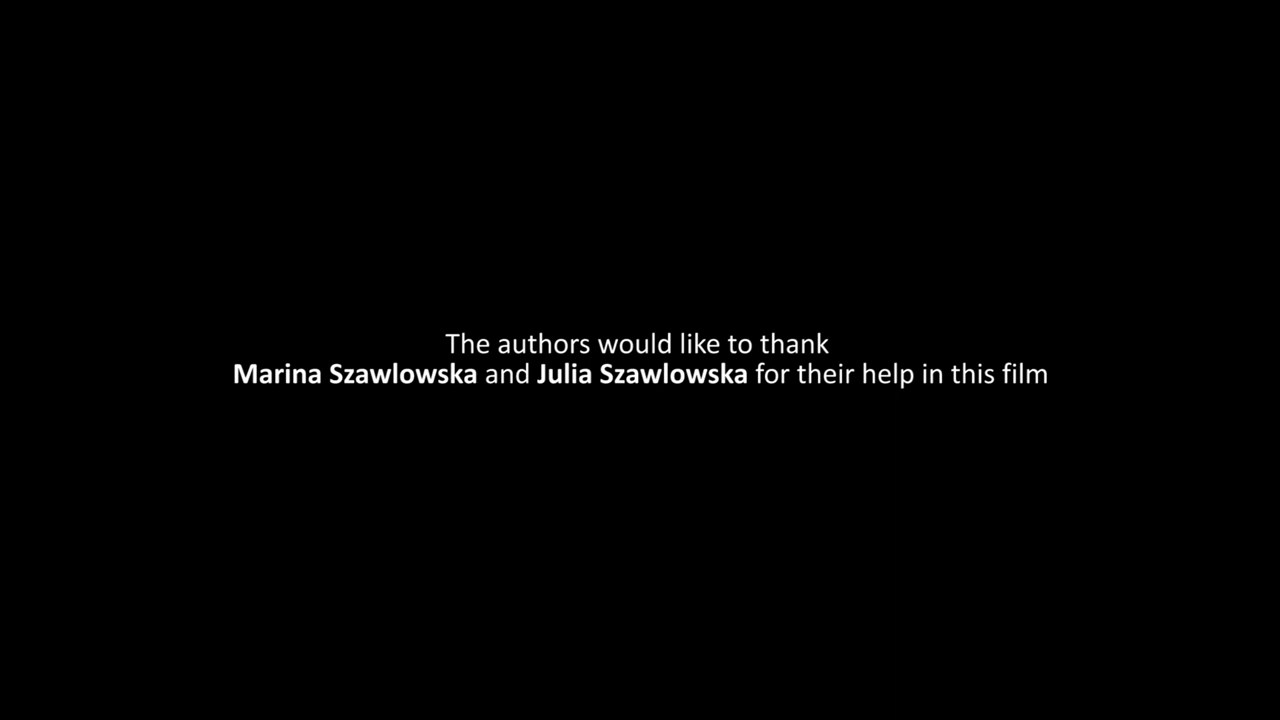 The authors would like to thank
Marina Szawlowska and Julia Szawlowska for their help in this film